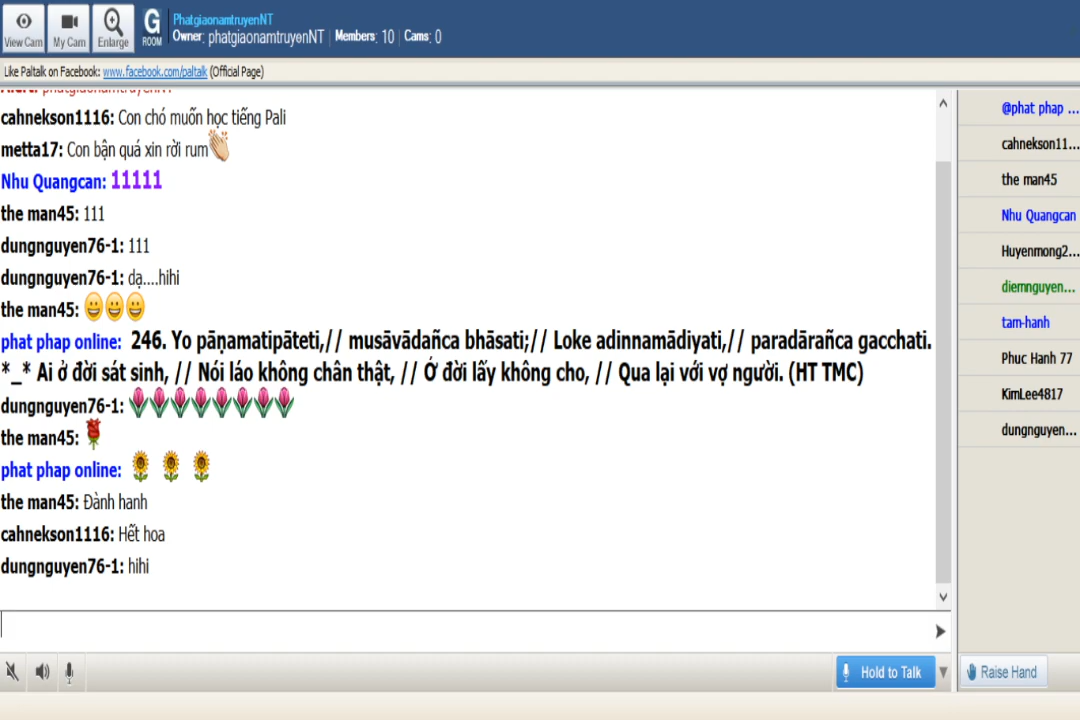 PhatgiaonamtruyenNT
View Cam My Cam Enlarge G ROOM Owner: phatgiaonamtruyenNT | Members: 10 | Cams: 0
Like Paltalk on Facebook: www.facebook.com/paltalk (Official Page)
cahnekson1116: Con chó muốn học tiếng Pali
metta17: Con bận quá xin rời rum👏
Nhu Quangcan: 11111
the man45: 111
dungnguyen76-1: 111
dungnguyen76-1: dạ....hihi
the man45: 😀😀😀
phat phap online: 246. Yo pāṇamatipāteti,// musāvādañca bhāsati;// Loke adinnamādiyati,// paradārañca gacchati.
*_* Ai ở đời sát sinh, // Nói láo không chân thật, // Ở đời lấy không cho, // Qua lại với vợ người. (HT TMC)
dungnguyen76-1: 🌷🌷🌷🌷🌷🌷🌷🌷
the man45: 🌹
phat phap online: 🌻 🌻 🌻
the man45: Đành hanh
cahnekson1116: Hết hoa
dungnguyen76-1: hihi
@phat phap ...
cahnekson11...
the man45
Nhu Quangcan
Huyenmong2...
diemnguyen...
tam-hanh
Phuc Hanh 77
KimLee4817
dungnguyen...
Hold to Talk
Raise Hand